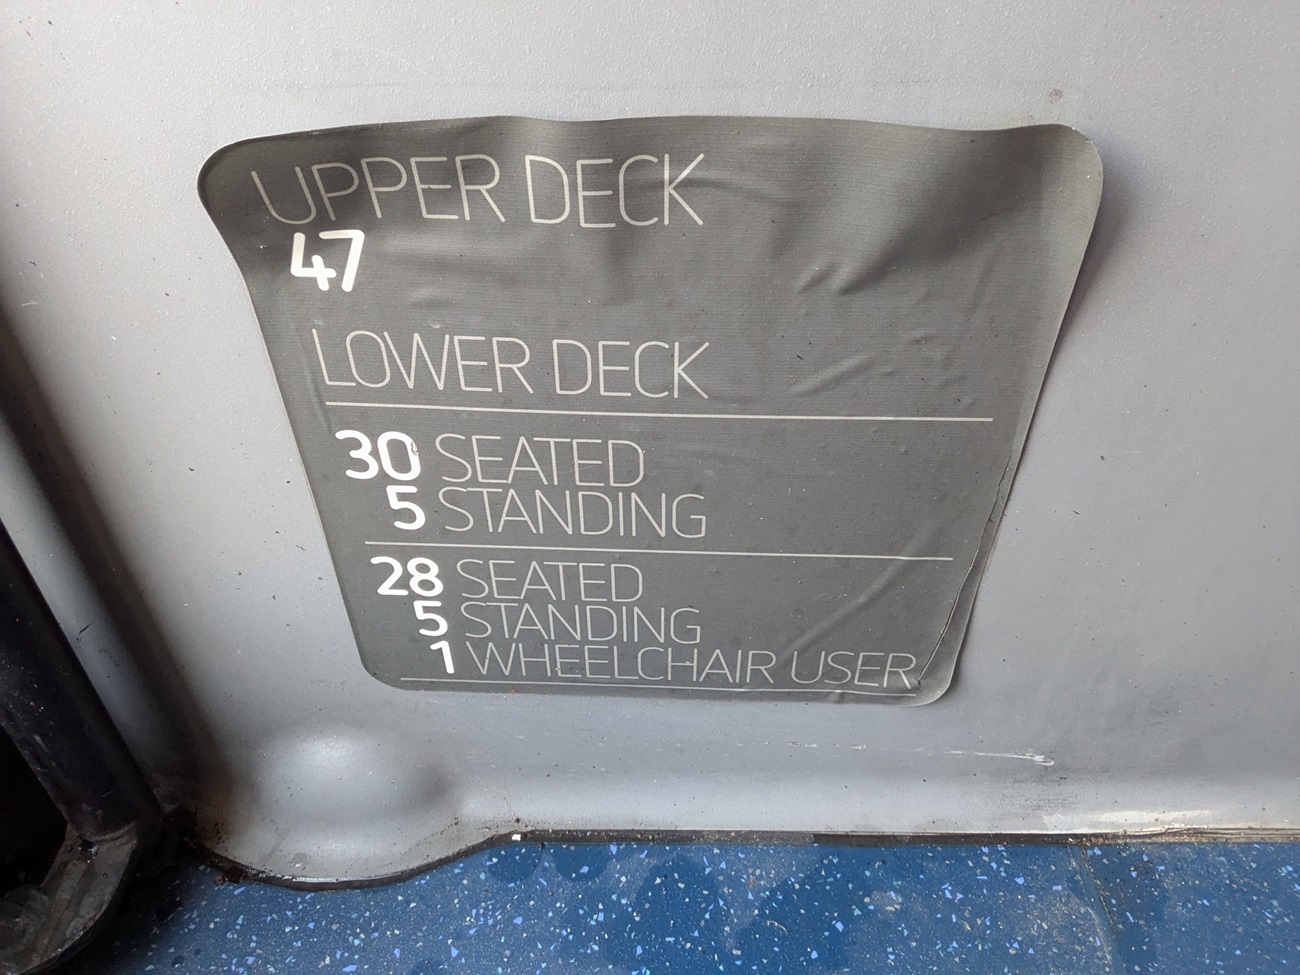 UPPER DECK
47
LOWER DECK
30 SEATED
5 STANDING
28 SEATED
5 STANDING
1 WHEELCHAIR USER